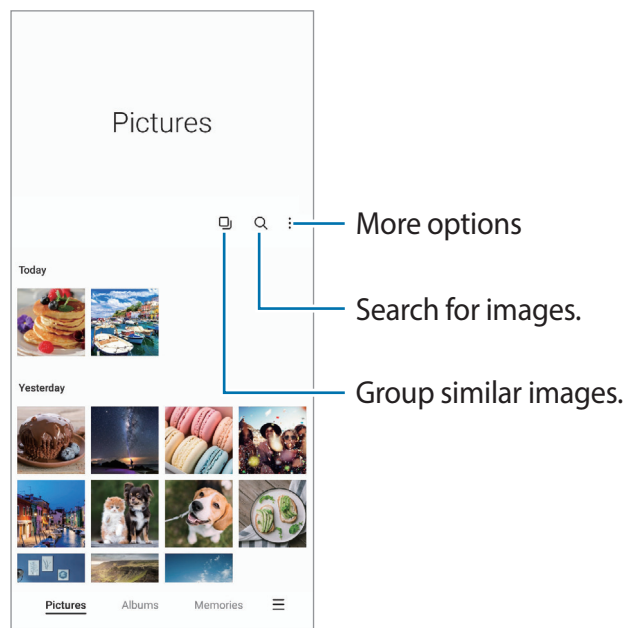 Pictures
More options
Today
Search for images.
Yesterday
Group similar images.
Pictures Albums Memories